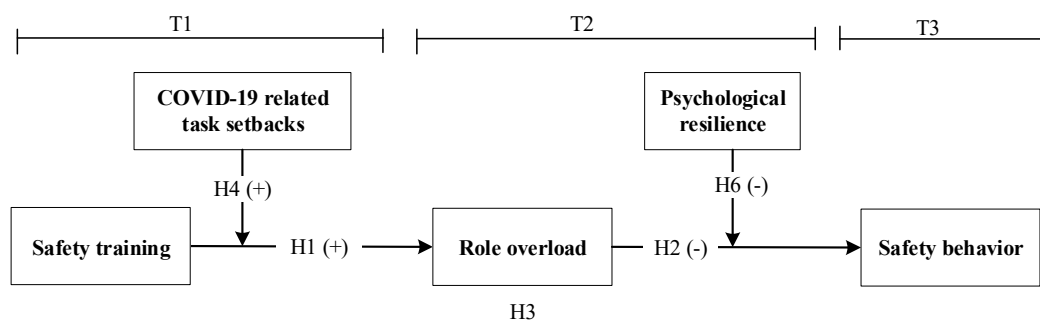 T1
T2
T3
COVID-19 related
task setbacks
Psychological
resilience
H4 (+)
H6 (-)
Safety training
H1 (+)
Role overload
H2 (-)
Safety behavior
H3